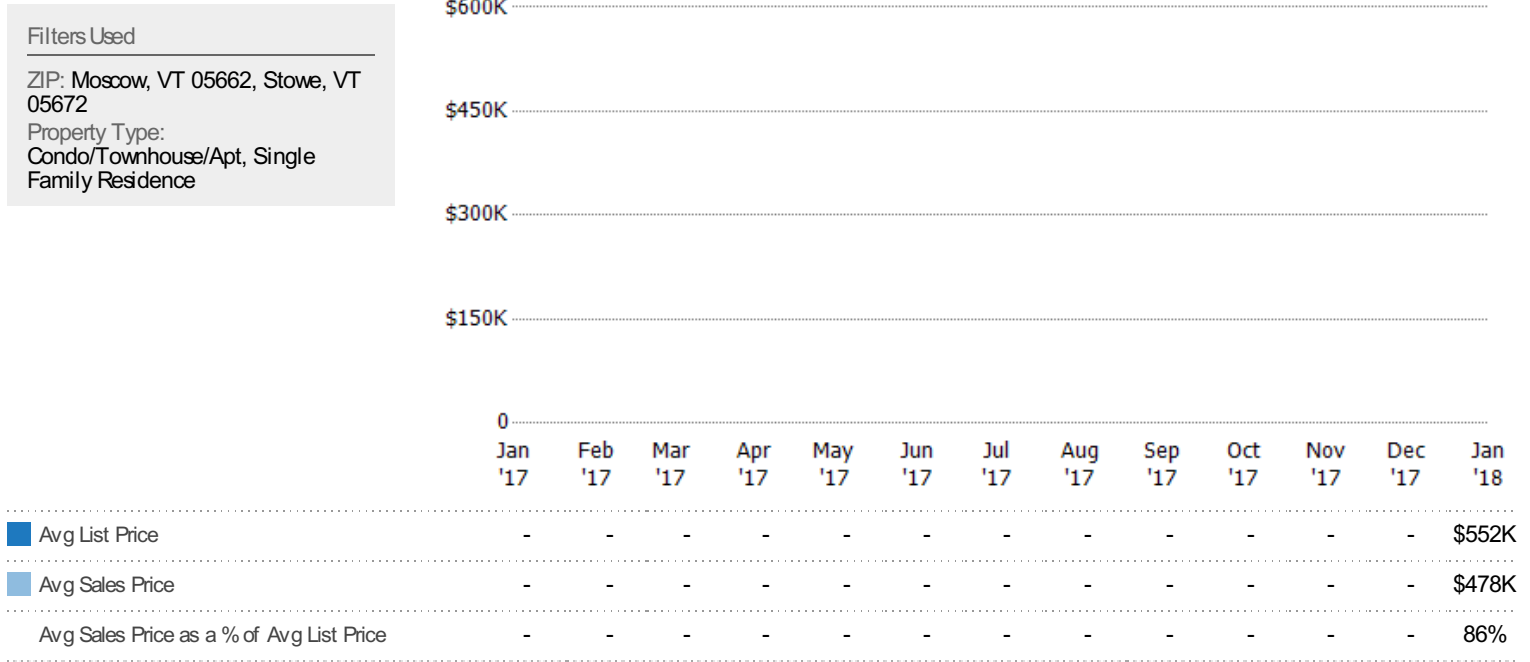 Filters Used
ZIP: Moscow, VT 05662, Stowe, VT
05672
Property Type:
Condo/Townhouse/Apt, Single
Family Residence
$600K
$450K
$300K
$150K
0
Jan Feb Mar Apr May Jun Jul Aug Sep Oct Nov Dec Jan
'17 '17 '17 '17 '17 '17 '17 '17 '17 '17 '17 '17 '18
Avg List Price - - - - - - - - - - - - $552K
Avg Sales Price - - - - - - - - - - - - $478K
Avg Sales Price as a % of Avg List Price - - - - - - - - - - - - 86%